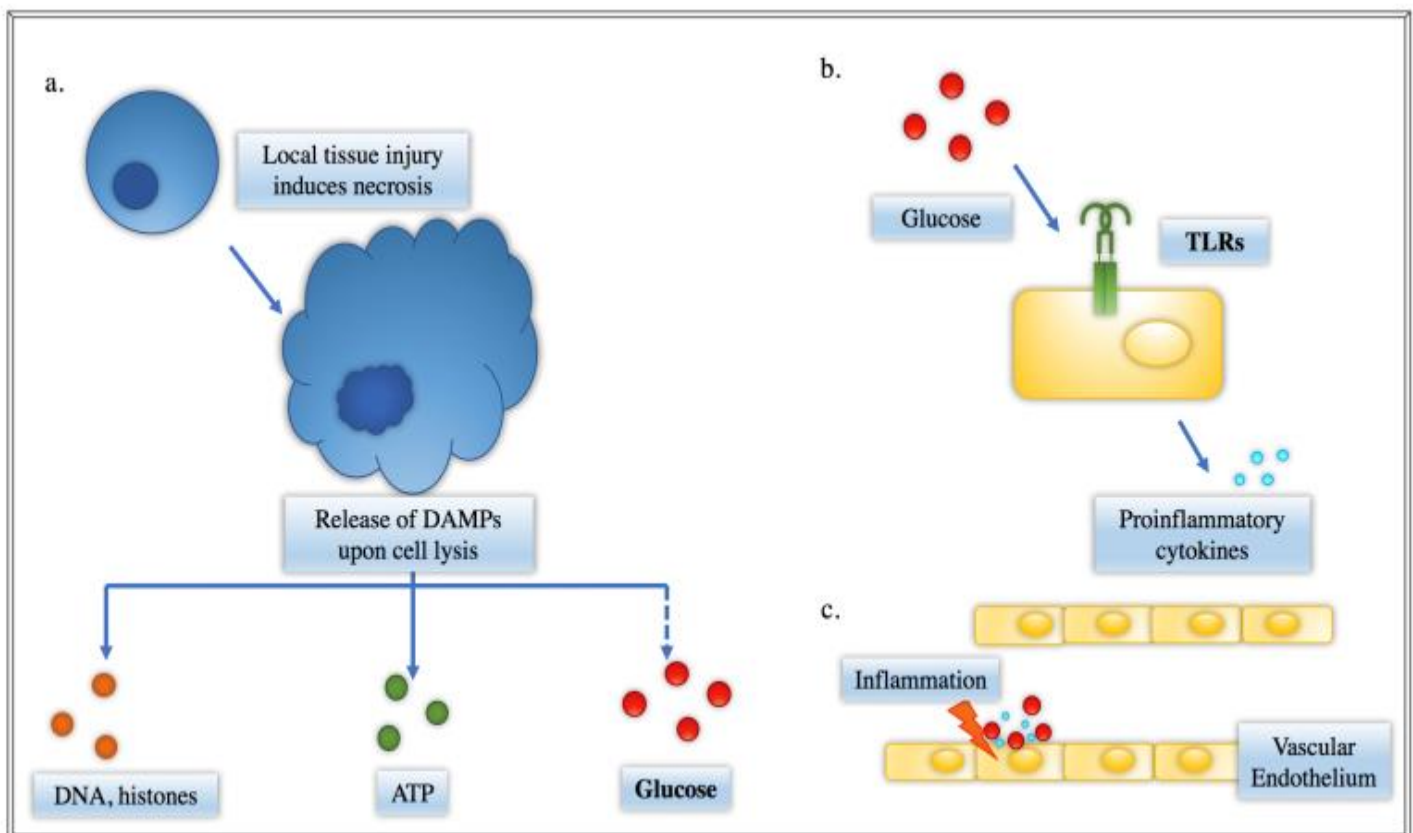 a.
Local tissue injury
induces necrosis
Release of DAMPs
upon cell lysis
DNA, histones
ATP
Glucose
b.
Glucose
TLRs
Proinflammatory
cytokines
c.
Inflammation
Vascular
Endothelium